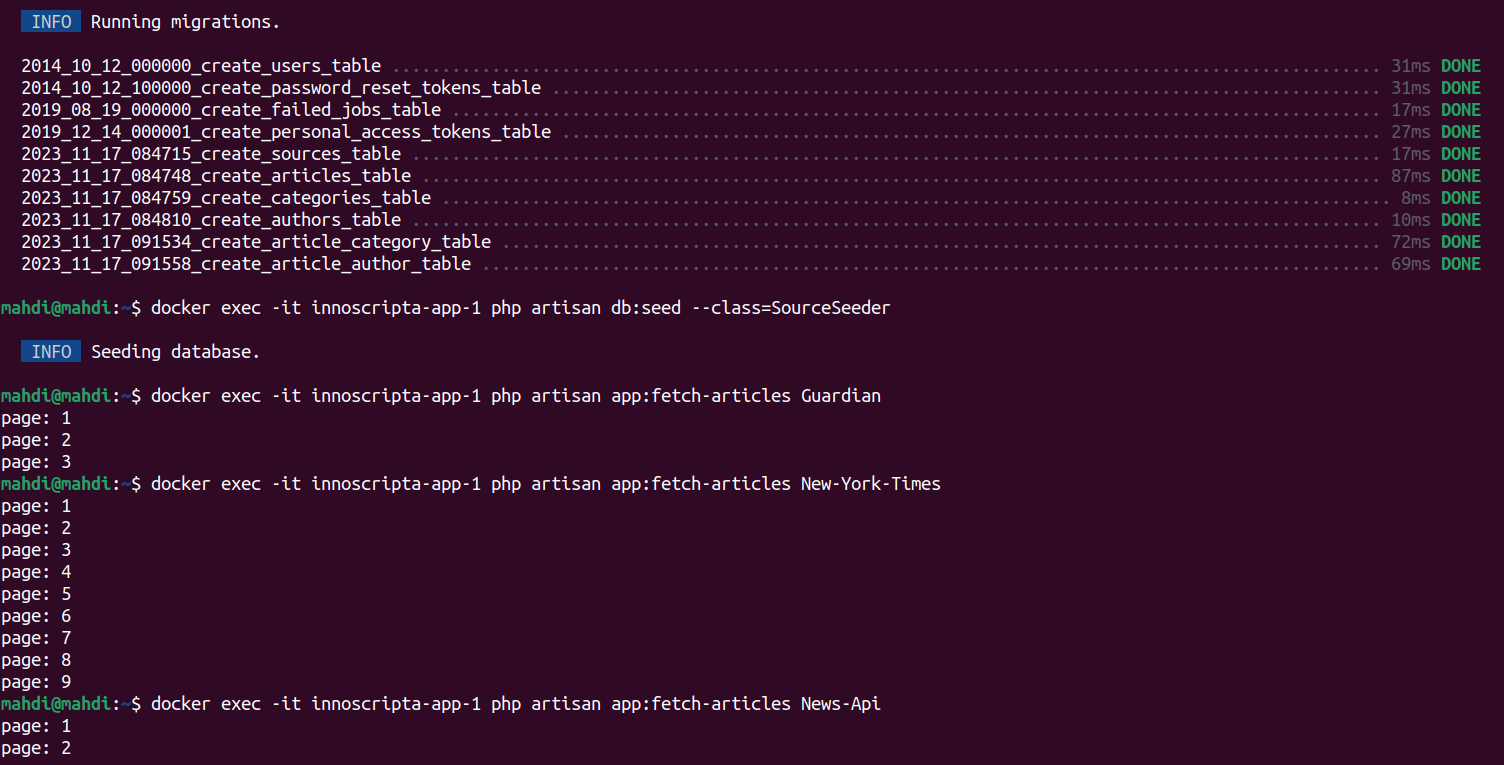 INFO Running migrations.
2014_10_12_000000_create_users_table ................................................................................ 31ms DONE
2014_10_12_100000_create_password_reset_tokens_table ................................................................ 31ms DONE
2019_08_19_000000_create_failed_jobs_table .......................................................................... 17ms DONE
2019_12_14_000001_create_personal_access_tokens_table ............................................................... 27ms DONE
2023_11_17_084715_create_sources_table .............................................................................. 17ms DONE
2023_11_17_084748_create_articles_table ............................................................................. 87ms DONE
2023_11_17_084759_create_categories_table ............................................................................ 8ms DONE
2023_11_17_084810_create_authors_table .............................................................................. 10ms DONE
2023_11_17_091534_create_article_category_table ..................................................................... 72ms DONE
2023_11_17_091558_create_article_author_table ....................................................................... 69ms DONE
mahdi@mahdi:~$ docker exec -it innoscripta-app-1 php artisan db:seed --class=SourceSeeder
INFO Seeding database.
mahdi@mahdi:~$ docker exec -it innoscripta-app-1 php artisan app:fetch-articles Guardian
page: 1
page: 2
page: 3
mahdi@mahdi:~$ docker exec -it innoscripta-app-1 php artisan app:fetch-articles New-York-Times
page: 1
page: 2
page: 3
page: 4
page: 5
page: 6
page: 7
page: 8
page: 9
mahdi@mahdi:~$ docker exec -it innoscripta-app-1 php artisan app:fetch-articles News-Api
page: 1
page: 2